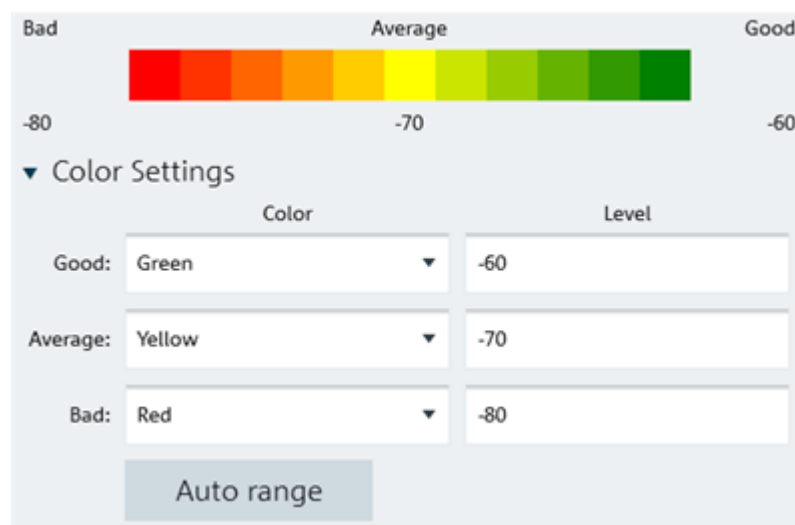 Bad Average Good
-80 -70 -60
Color Settings
Color Level
Good: Green -60
Average: Yellow -70
Bad: Red -80
Auto range